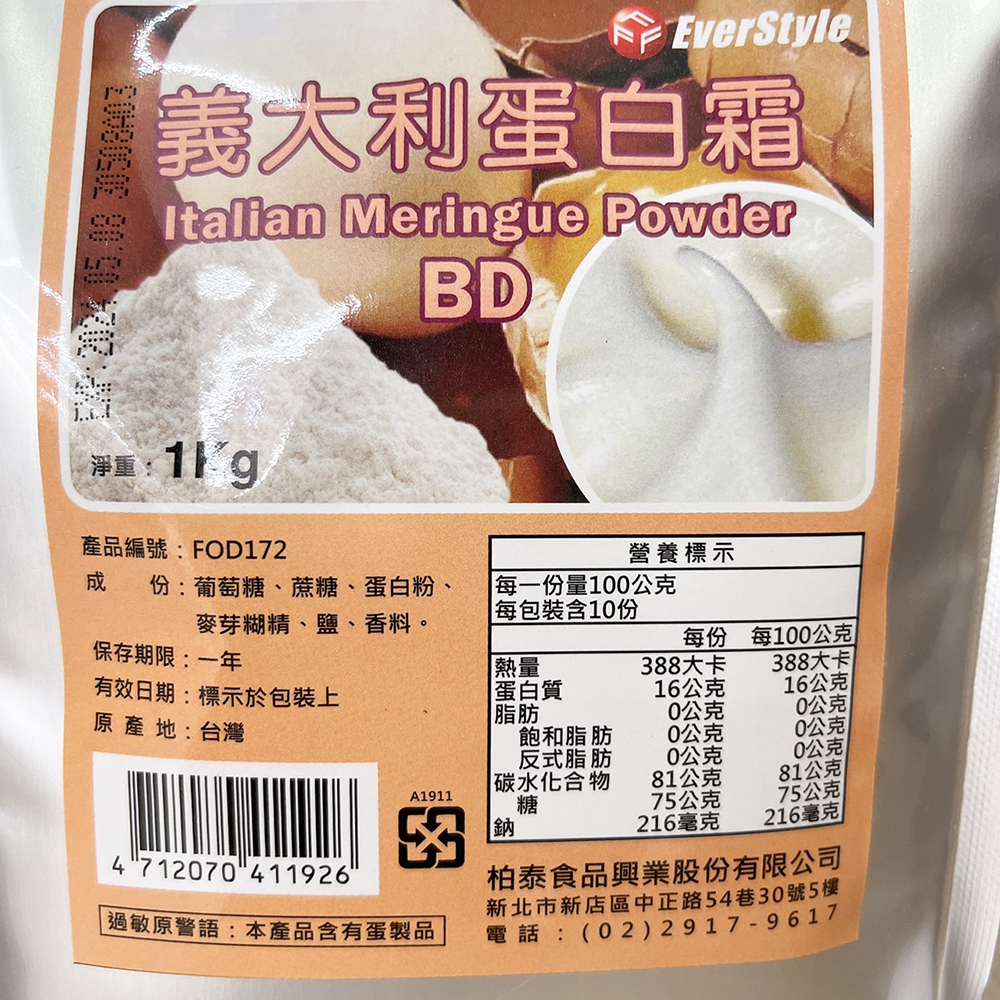 EverStyle
義大利蛋白霜
Italian Meringue Powder
BD
淨重：1Kg
產品編號：FOD172
成　份：葡萄糖、蔗糖、蛋白粉、
麥芽糊精、鹽、香料。
保存期限：一年
有效日期：標示於包裝上
原產地：台灣
A1911
4 712070 411926
過敏原警語：本產品含有蛋製品
營養標示
每一份量100公克
每包裝含10份
每份　每100公克
熱量　388大卡　388大卡
蛋白質　16公克　16公克
脂肪　0公克　0公克
飽和脂肪　0公克　0公克
反式脂肪　0公克　0公克
碳水化合物　81公克　81公克
糖　75公克　75公克
鈉　216毫克　216毫克
柏泰食品興業股份有限公司
新北市新店區中正路54巷30號5樓
電話：(02)2917-9617